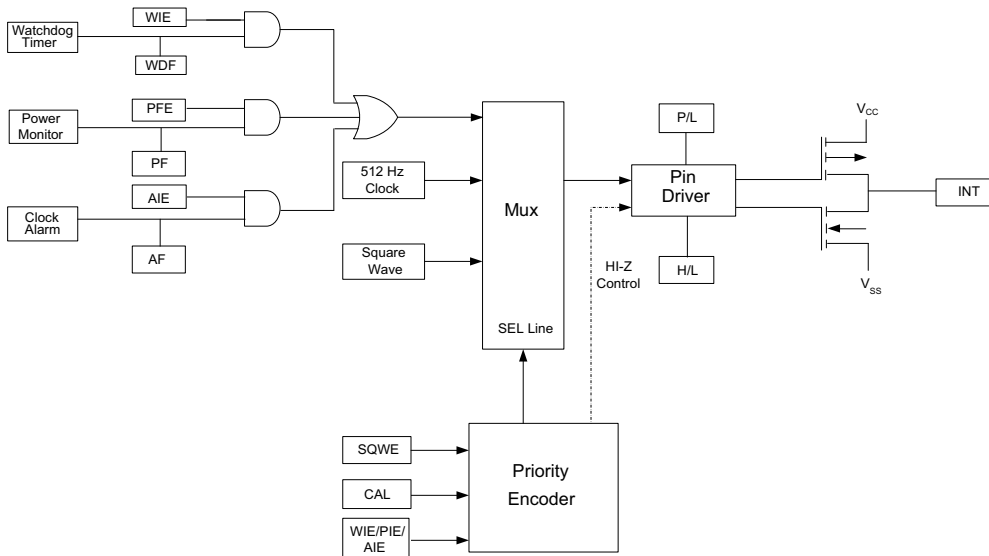 WIE
Watchdog
Timer
WDF
PFE
Power
Monitor
PF
AIE
Clock
Alarm
AF
512 Hz
Clock
Square
Wave
Mux
SEL Line
P/L
Pin
Driver
H/L
HI-Z
Control
VCC
INT
VSS
SQWE
CAL
WIE/PIE/
AIE
Priority
Encoder